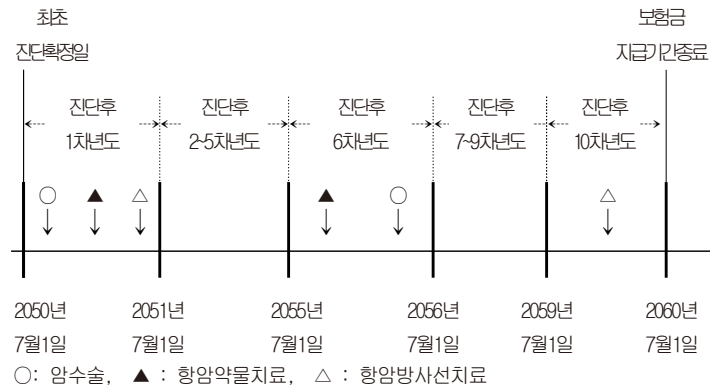 최초 보험금
진단확정일 지급기간종료
진단후 진단후 진단후 진단후 진단후
1차년도 2-5차년도 6차년도 7~9차년도 10차년도
○ ▲ △ ▲ ○ △
2050년 2051년 2055년 2056년 2059년 2060년
7월1일 7월1일 7월1일 7월1일 7월1일 7월1일
○: 암수술, ▲ : 항암약물치료, △ : 항암방사선치료